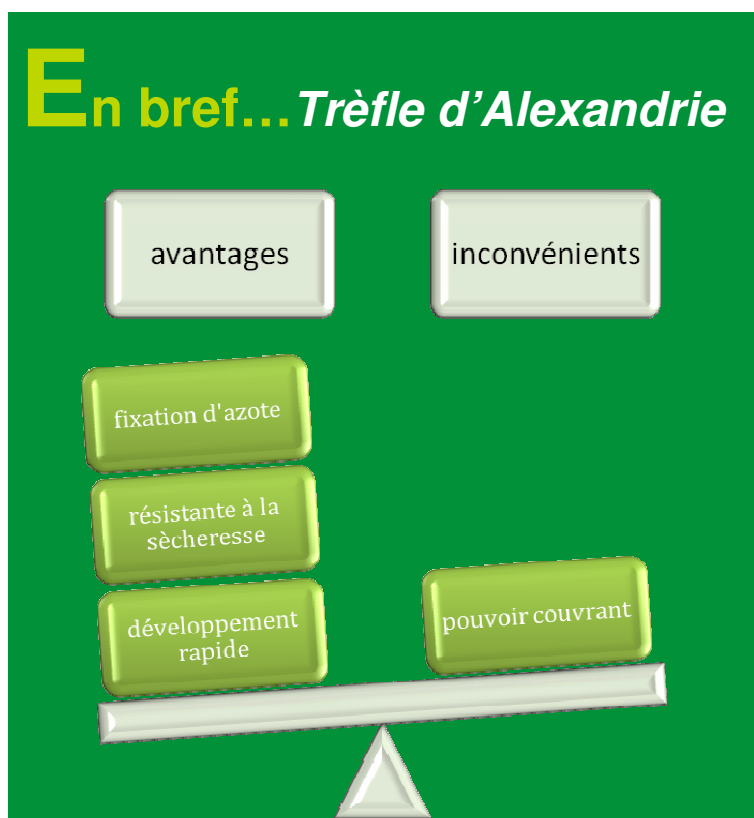 En bref...Trèfle d'Alexandrie
avantages
inconvénients
fixation d'azote
résistante à la
sècheresse
développement
rapide
pouvoir couvrant